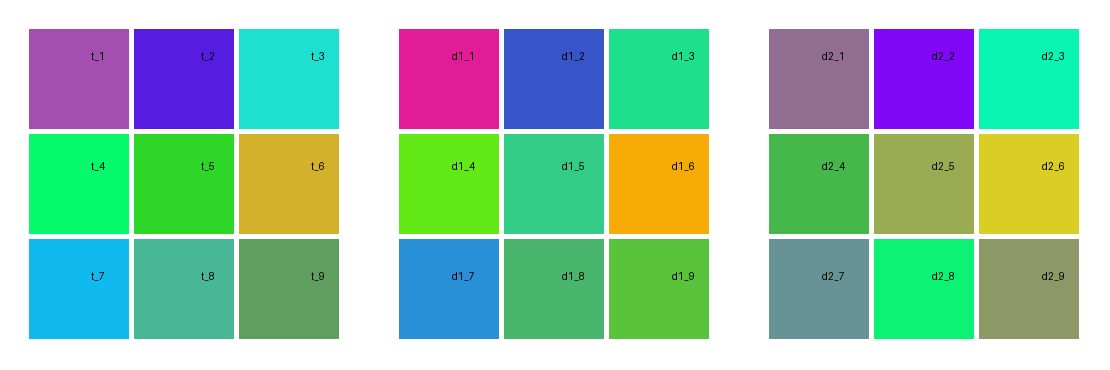 t_1 t_2 t_3 d1_1 d1_2 d1_3 d2_1 d2_2 d2_3
t_4 t_5 t_6 d1_4 d1_5 d1_6 d2_4 d2_5 d2_6
t_7 t_8 t_9 d1_7 d1_8 d1_9 d2_7 d2_8 d2_9